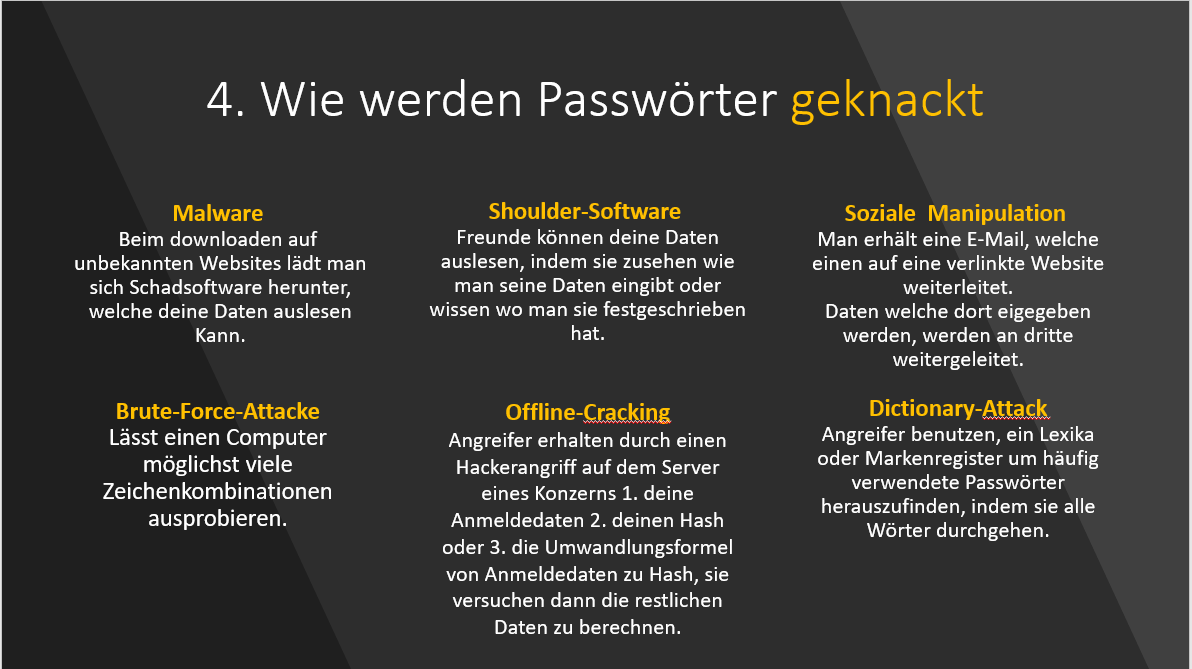 4. Wie werden Passwörter geknackt
Malware
Beim downloaden auf
unbekannten Websites lädt man
sich Schadsoftware herunter,
welche deine Daten auslesen
Kann.
Shoulder-Software
Freunde können deine Daten
auslesen, indem sie zusehen wie
man seine Daten eingibt oder
wissen wo man sie festgeschrieben
hat.
Soziale  Manipulation
Man erhält eine E-Mail, welche
einen auf eine verlinkte Website
weiterleitet.
Daten welche dort eigegeben
werden, werden an dritte
weitergeleitet.
Brute-Force-Attacke
Lässt einen Computer
möglichst viele
Zeichenkombinationen
ausprobieren.
Offline-Cracking
Angreifer erhalten durch einen
Hackerangriff auf dem Server
eines Konzerns 1. deine
Anmeldedaten 2. deinen Hash
oder 3. die Umwandlungsformel
von Anmeldedaten zu Hash, sie
versuchen dann die restlichen
Daten zu berechnen.
Dictionary-Attack
Angreifer benutzen, ein Lexika
oder Markenregister um häufig
verwendete Passwörter
herauszufinden, indem sie alle
Wörter durchgehen.